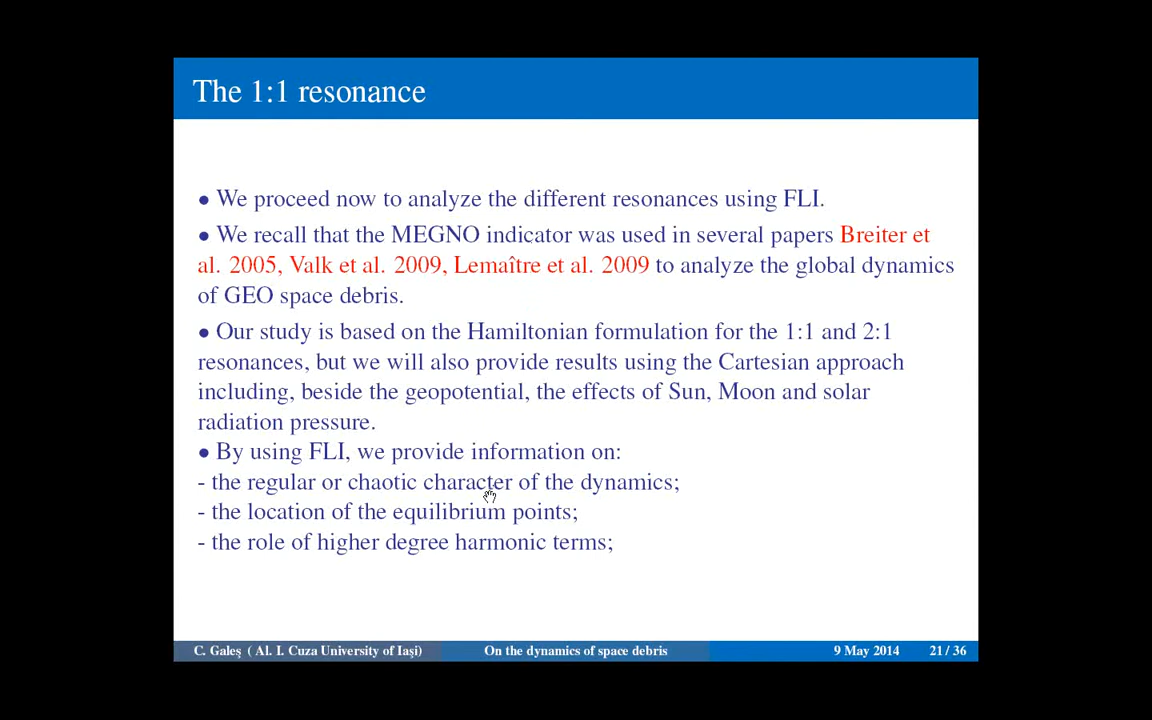 The 1:1 resonance
• We proceed now to analyze the different resonances using FLI.
• We recall that the MEGNO indicator was used in several papers Breiter et
al. 2005, Valk et al. 2009, Lemaître et al. 2009 to analyze the global dynamics
of GEO space debris.
• Our study is based on the Hamiltonian formulation for the 1:1 and 2:1
resonances, but we will also provide results using the Cartesian approach
including, beside the geopotential, the effects of Sun, Moon and solar
radiation pressure.
• By using FLI, we provide information on:
- the regular or chaotic character of the dynamics;
- the location of the equilibrium points;
- the role of higher degree harmonic terms;
C. Galeş ( Al. I. Cuza University of Iaşi) On the dynamics of space debris 9 May 2014 21 / 36